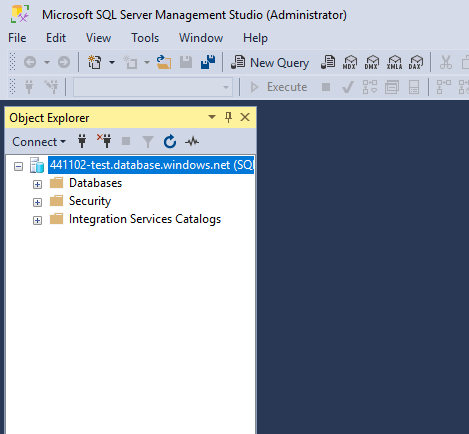 Microsoft SQL Server Management Studio (Administrator)
File Edit View Tools Window Help
New Query MDX DMX XMLA DAX
Execute
Object Explorer
Connect
441102-test.database.windows.net (SQL
Databases
Security
Integration Services Catalogs